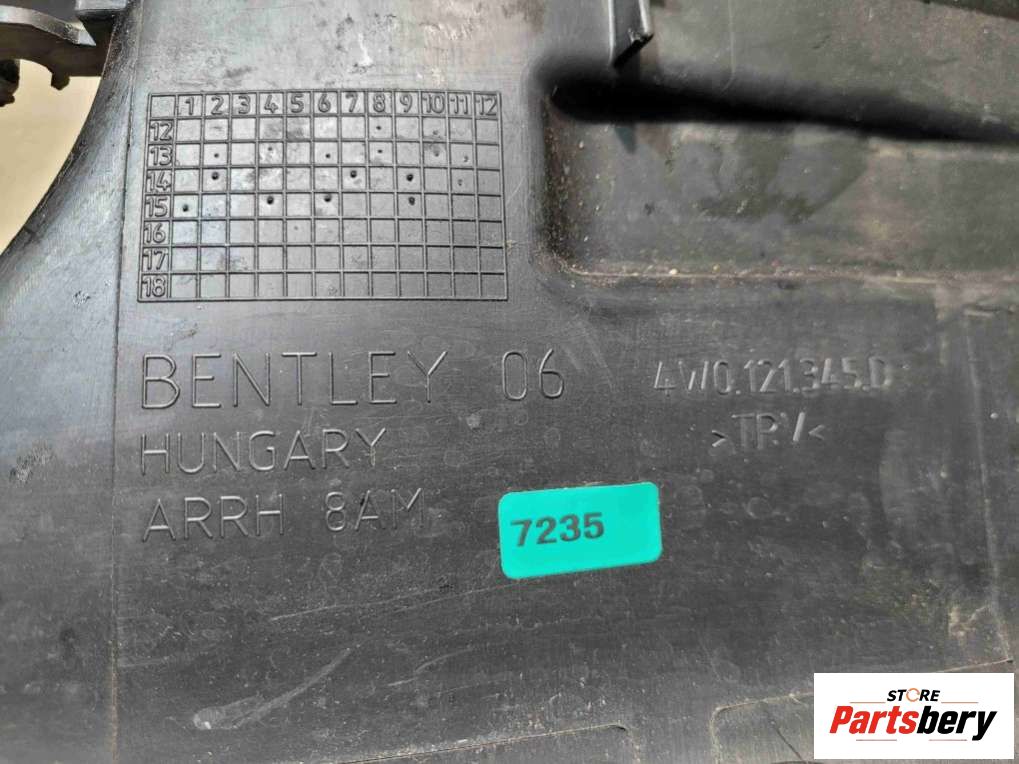 1 2 3 4 5 6 7 8 9 10 11 12
12
13
14
15
16
17
18
BENTLEY 06
HUNGARY
ARRH 8AM
4W0.121.345.D
>TPV<
7235
STORE
Partsbery